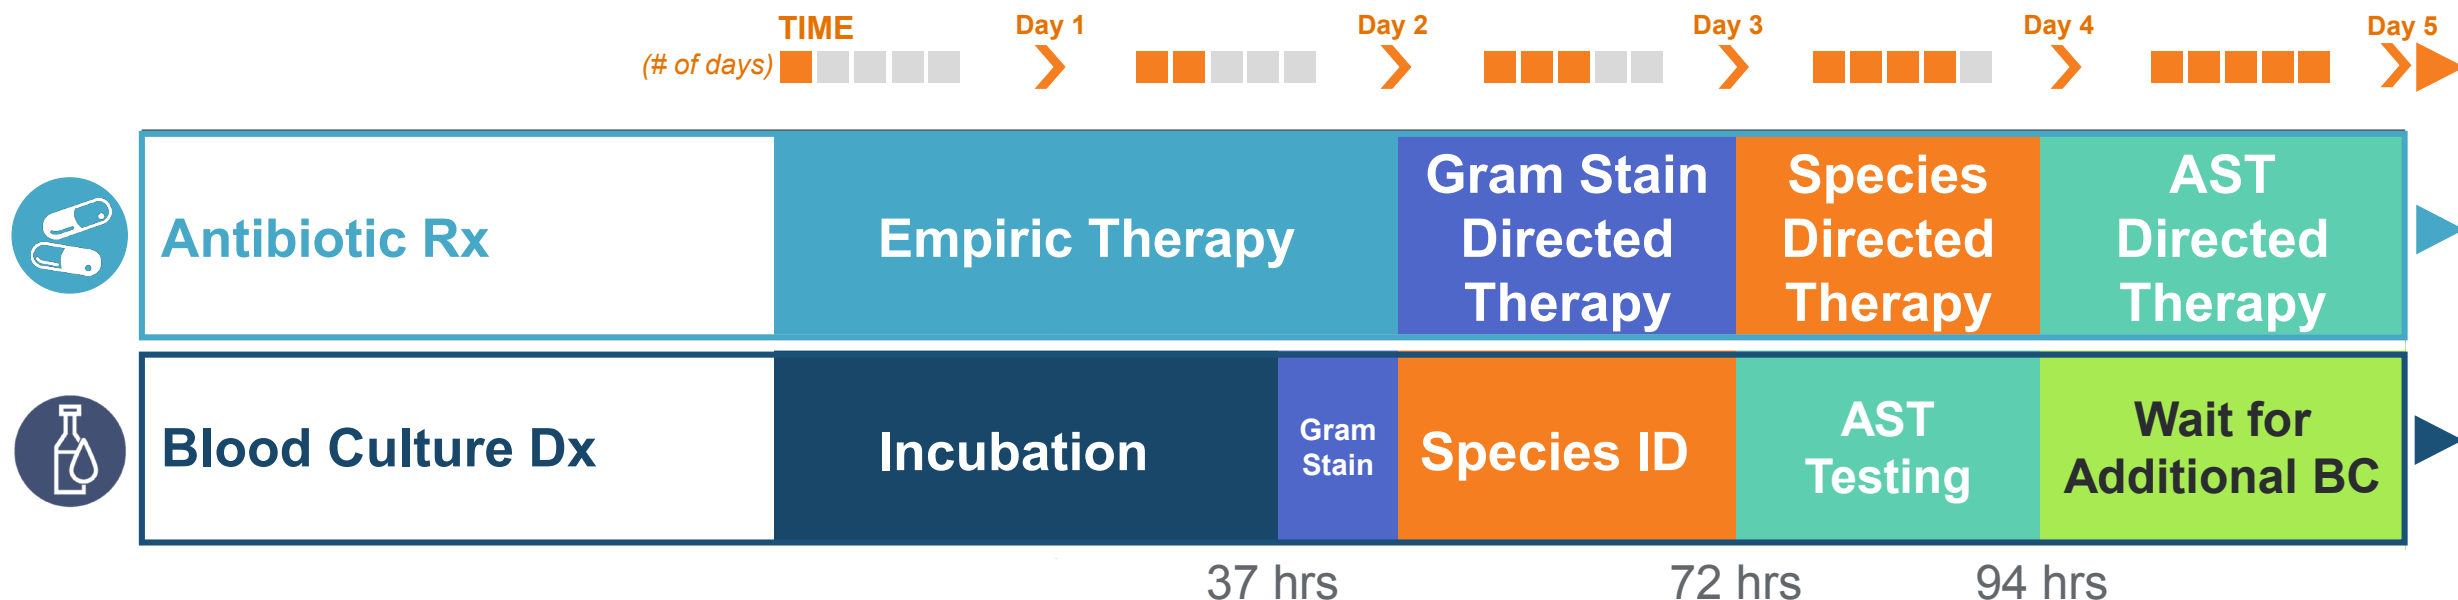 TIME
Day 1
Day 2
Day 3
Day 4
Day 5
(# of days)
Antibiotic Rx
Empiric Therapy
Gram Stain
Directed
Therapy
Species
Directed
Therapy
AST
Directed
Therapy
Blood Culture Dx
Incubation
Gram
Stain
Species ID
AST
Testing
Wait for
Additional BC
37 hrs
72 hrs
94 hrs